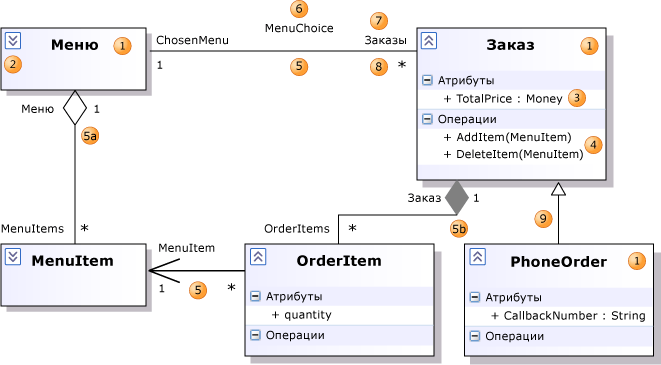 6
MenuChoice
7
ChosenMenu
Заказы
Меню
1
2
1
5
8
*
Заказ
1
Атрибуты
+ TotalPrice : Money
3
Операции
+ AddItem(MenuItem)
+ DeleteItem(MenuItem)
4
Меню
1
5a
MenuItems
*
Заказ
1
5b
OrderItems
*
9
MenuItem
MenuItem
1
5
*
OrderItem
Атрибуты
+ quantity
Операции
PhoneOrder
1
Атрибуты
+ CallbackNumber : String
Операции